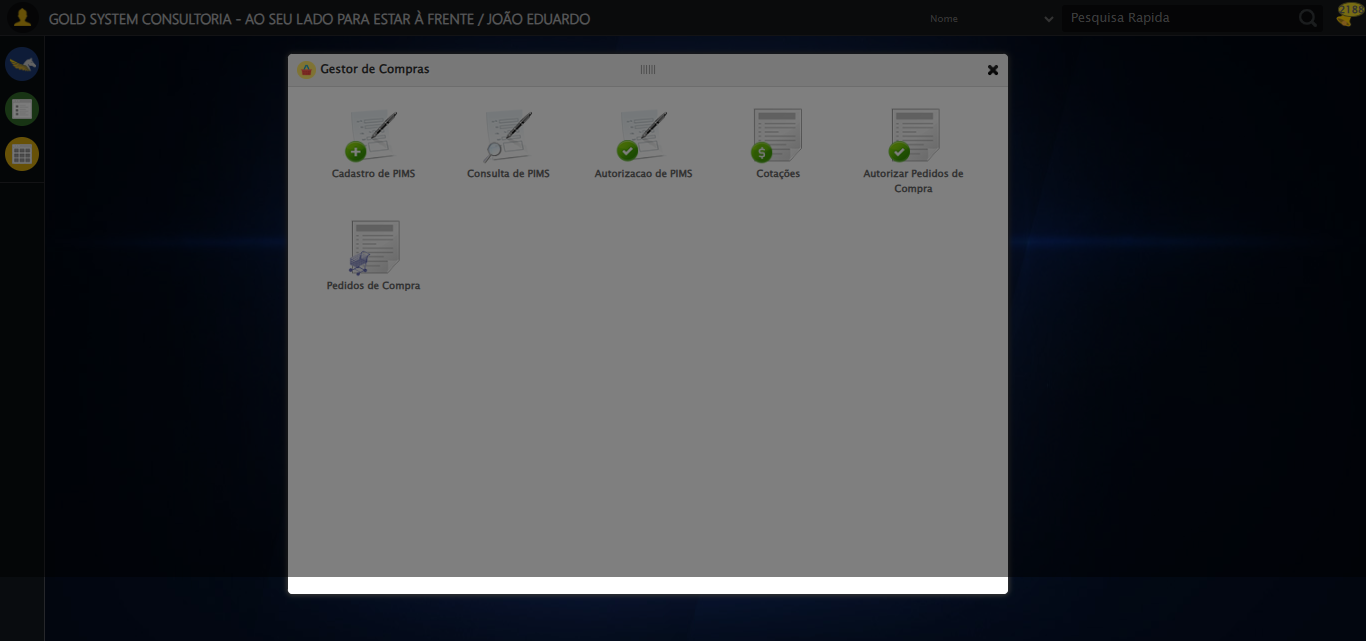 GOLD SYSTEM CONSULTORIA - AO SEU LADO PARA ESTAR À FRENTE / JOÃO EDUARDO
Nome
Pesquisa Rapida
2188
Gestor de Compras
Cadastro de PIMS
Consulta de PIMS
Autorizacao de PIMS
Cotações
Autorizar Pedidos de
Compra
Pedidos de Compra